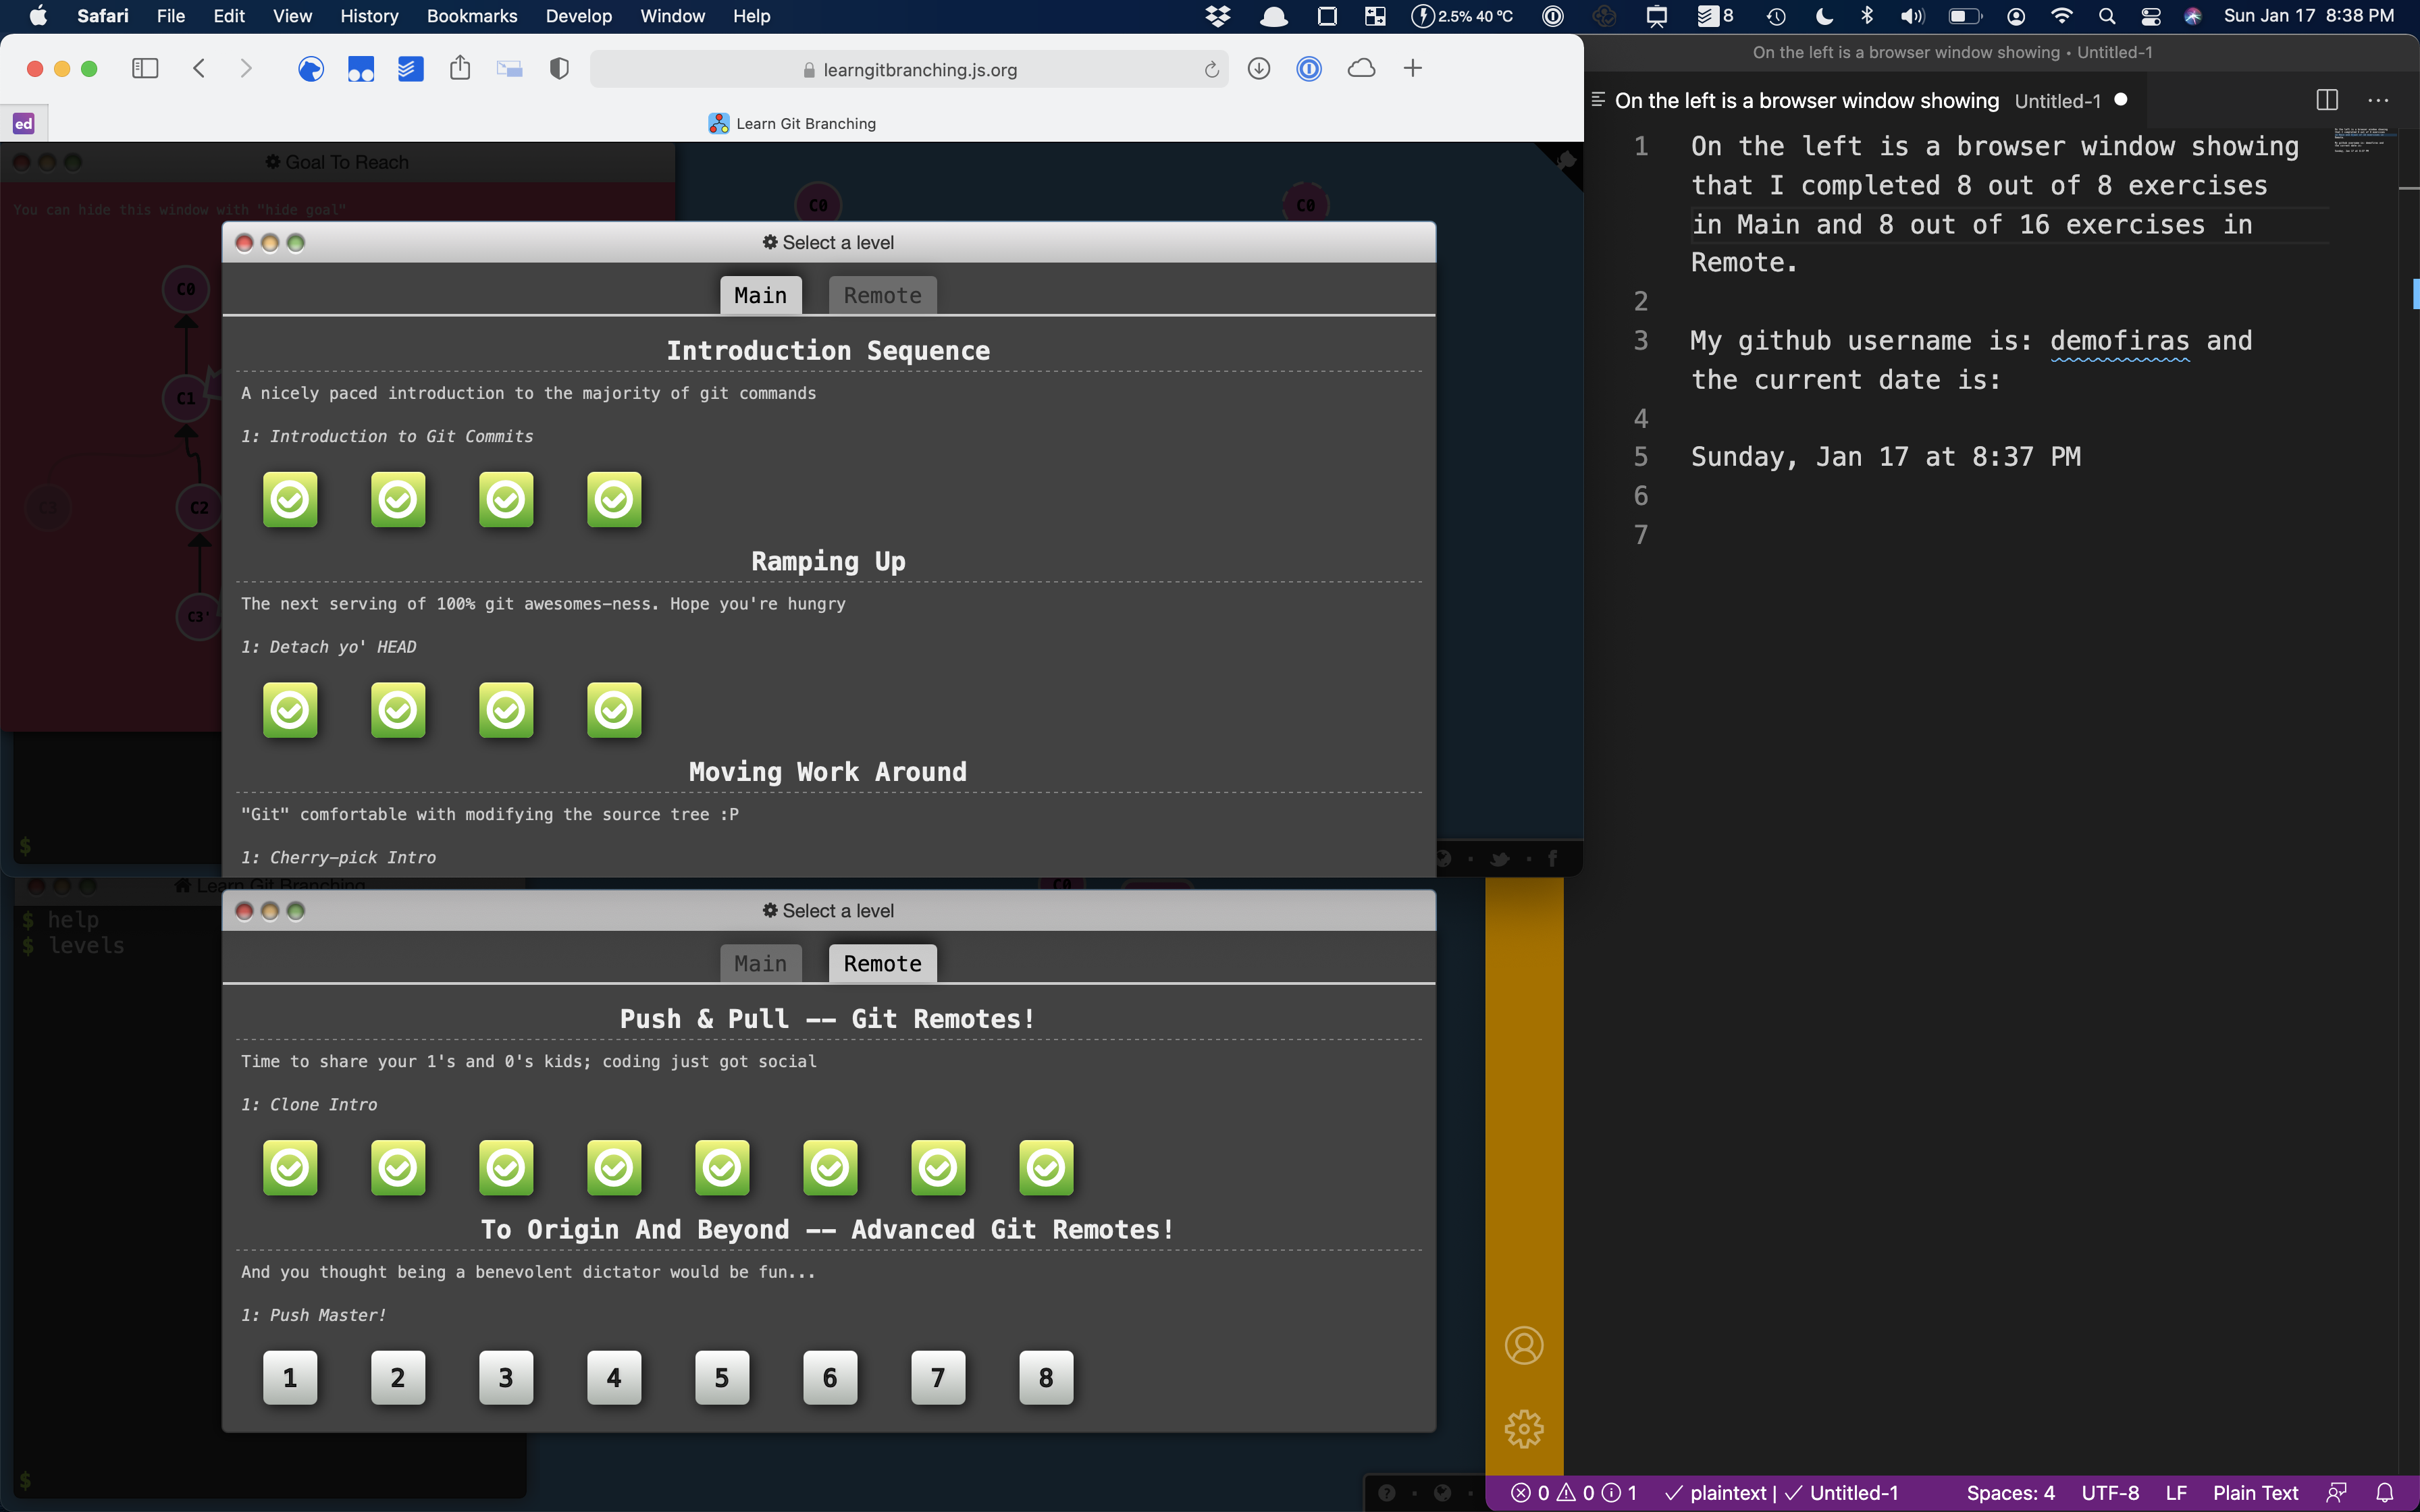 Safari File Edit View History Bookmarks Develop Window Help
2.5% 40 °C
8
Sun Jan 17 8:38 PM
learngitbranching.js.org
ed
Learn Git Branching
Goal To Reach
You can hide this window with "hide goal"
C0
C1
C2
C3
C3'
C0
C0
Select a level
Main Remote
Introduction Sequence
A nicely paced introduction to the majority of git commands
1: Introduction to Git Commits
Ramping Up
The next serving of 100% git awesomes-ness. Hope you're hungry
1: Detach yo' HEAD
Moving Work Around
"Git" comfortable with modifying the source tree :P
1: Cherry-pick Intro
$
Learn Git Branching
C0
$ help
$ levels
$
Select a level
Main Remote
Push & Pull -- Git Remotes!
Time to share your 1's and 0's kids; coding just got social
1: Clone Intro
To Origin And Beyond -- Advanced Git Remotes!
And you thought being a benevolent dictator would be fun...
1: Push Master!
1 2 3 4 5 6 7 8
On the left is a browser window showing • Untitled-1
On the left is a browser window showing Untitled-1
1 On the left is a browser window showing
that I completed 8 out of 8 exercises
in Main and 8 out of 16 exercises in
Remote.
2
3 My github username is: demofiras and
the current date is:
4
5 Sunday, Jan 17 at 8:37 PM
6
7
0 0 1 plaintext | Untitled-1 Spaces: 4 UTF-8 LF Plain Text